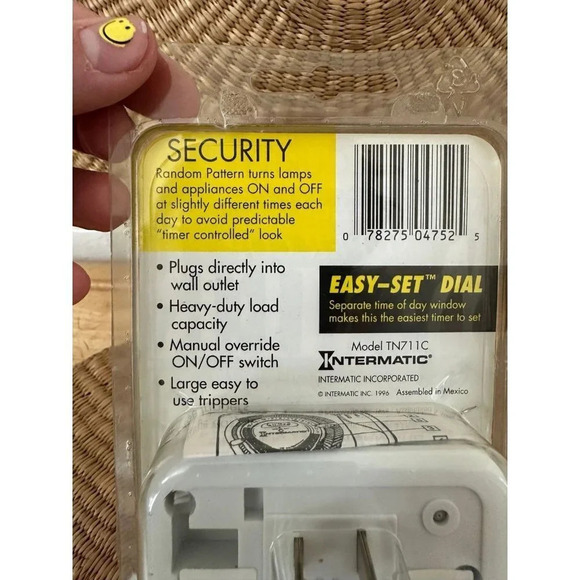 SECURITY
Random Pattern turns lamps
and appliances ON and OFF
at slightly different times each
day to avoid predictable
“timer controlled” look
0 78275 04752 5
• Plugs directly into
wall outlet
• Heavy-duty load
capacity
• Manual override
ON/OFF switch
• Large easy to
use trippers
EASY–SET™ DIAL
Separate time of day window
makes this the easiest timer to set
Model TN711C
INTERMATIC®
INTERMATIC INCORPORATED
© INTERMATIC INC. 1996 Assembled in Mexico
INTERMATIC